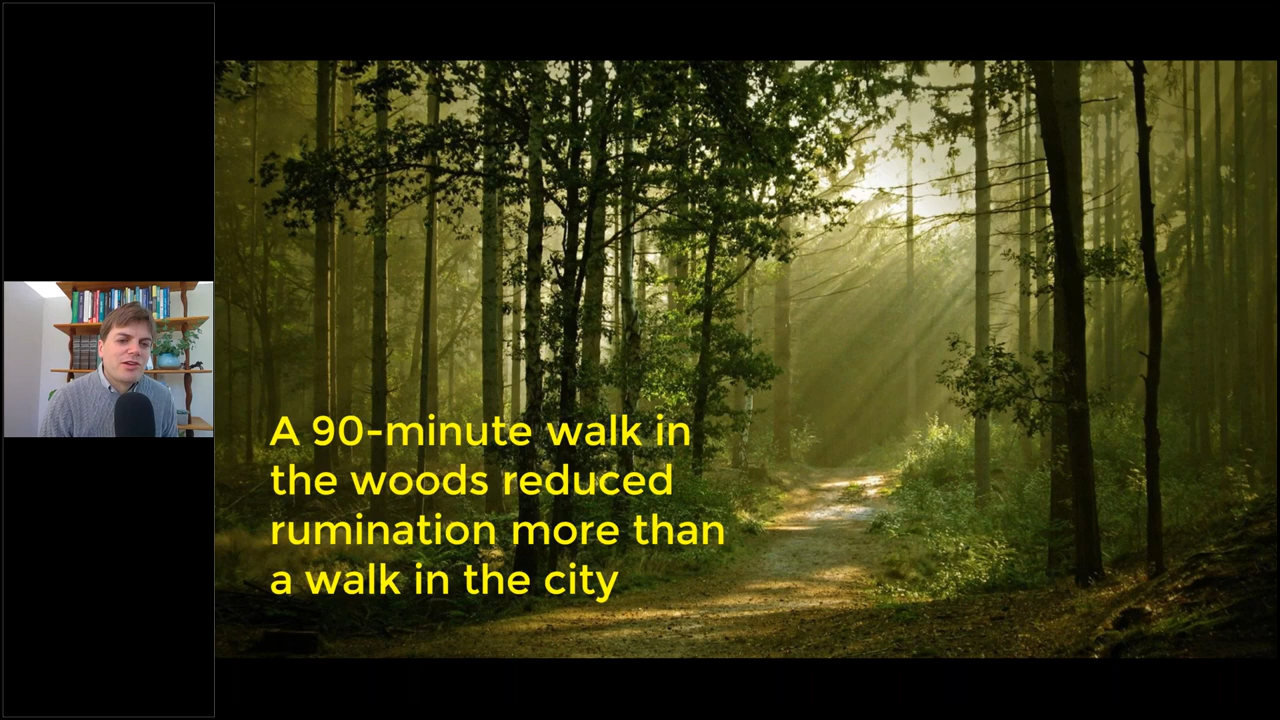 A 90-minute walk in
the woods reduced
rumination more than
a walk in the city